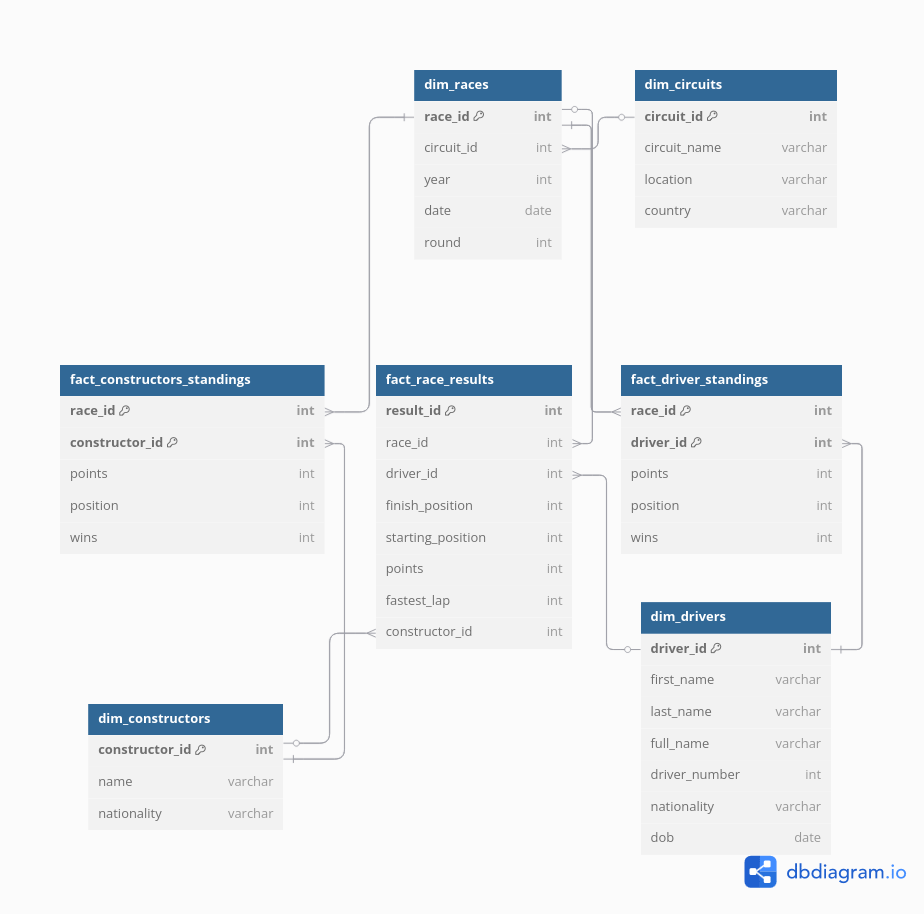 dim_races
race_id int
circuit_id int
year int
date date
round int
dim_circuits
circuit_id int
circuit_name varchar
location varchar
country varchar
fact_constructors_standings
race_id int
constructor_id int
points int
position int
wins int
fact_race_results
result_id int
race_id int
driver_id int
finish_position int
starting_position int
points int
fastest_lap int
constructor_id int
fact_driver_standings
race_id int
driver_id int
points int
position int
wins int
dim_drivers
driver_id int
first_name varchar
last_name varchar
full_name varchar
driver_number int
nationality varchar
dob date
dim_constructors
constructor_id int
name varchar
nationality varchar
dbdiagram.io